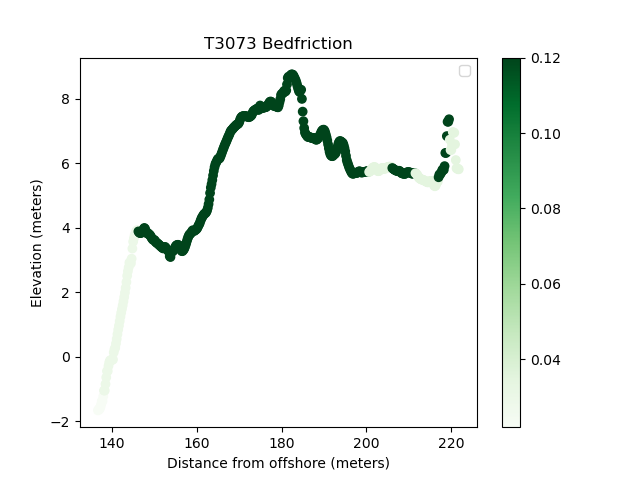 T3073 Bedfriction
8
6
4
2
0
−2
Elevation (meters)
140 160 180 200 220
Distance from offshore (meters)
0.12
0.10
0.08
0.06
0.04